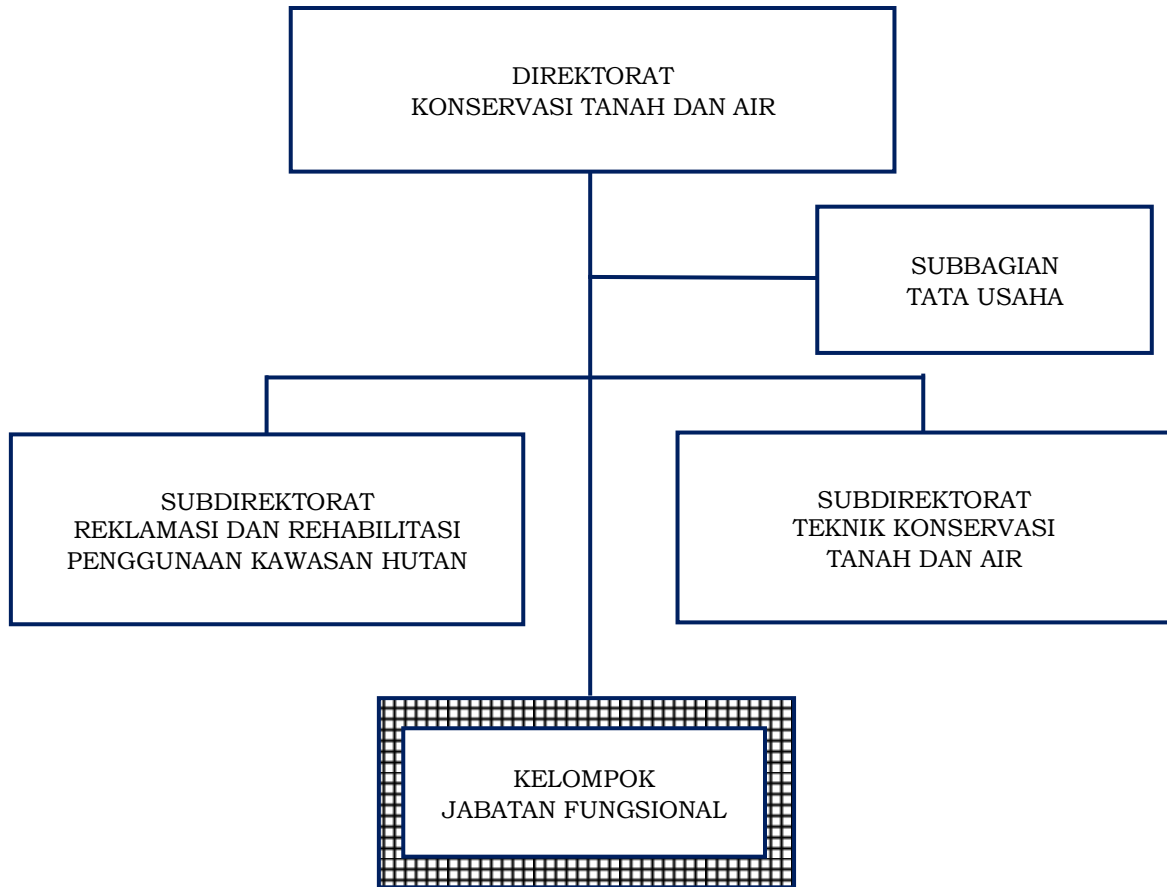 DIREKTORAT
KONSERVASI TANAH DAN AIR
SUBBAGIAN
TATA USAHA
SUBDIREKTORAT
REKLAMASI DAN REHABILITASI
PENGGUNAAN KAWASAN HUTAN
SUBDIREKTORAT
TEKNIK KONSERVASI
TANAH DAN AIR
KELOMPOK
JABATAN FUNGSIONAL